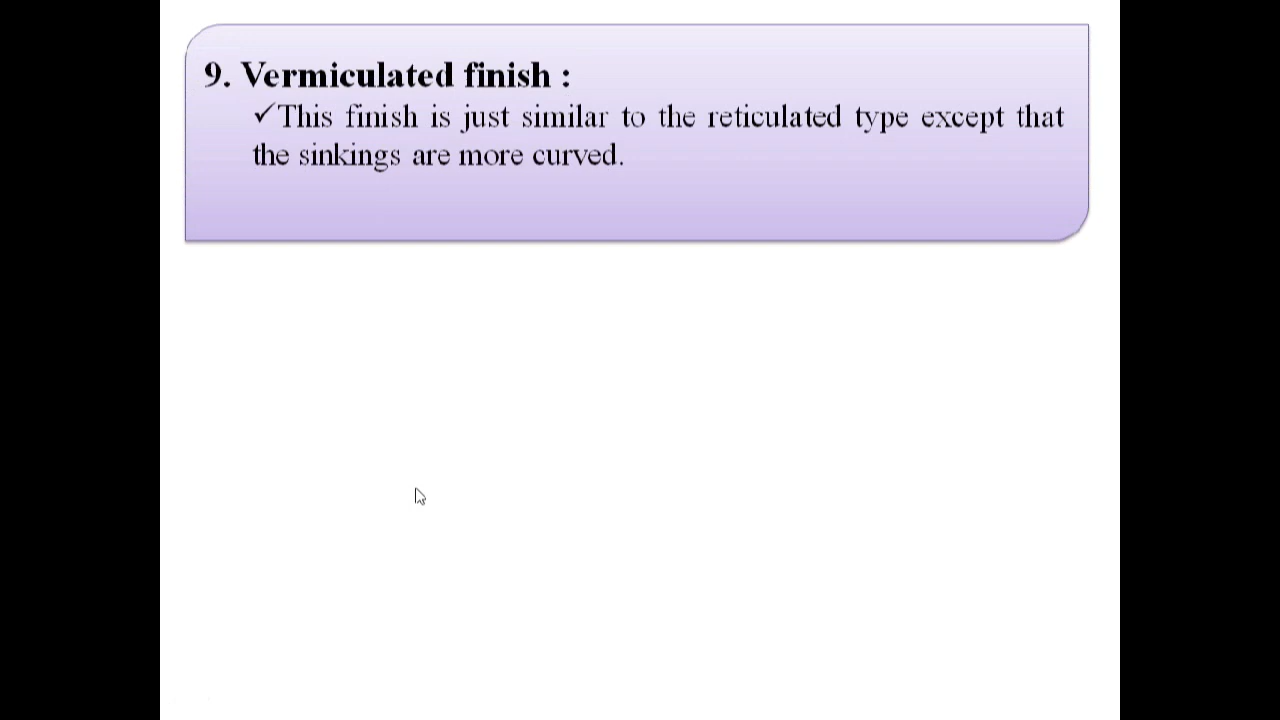 9. Vermiculated finish :
✓This finish is just similar to the reticulated type except that
the sinkings are more curved.